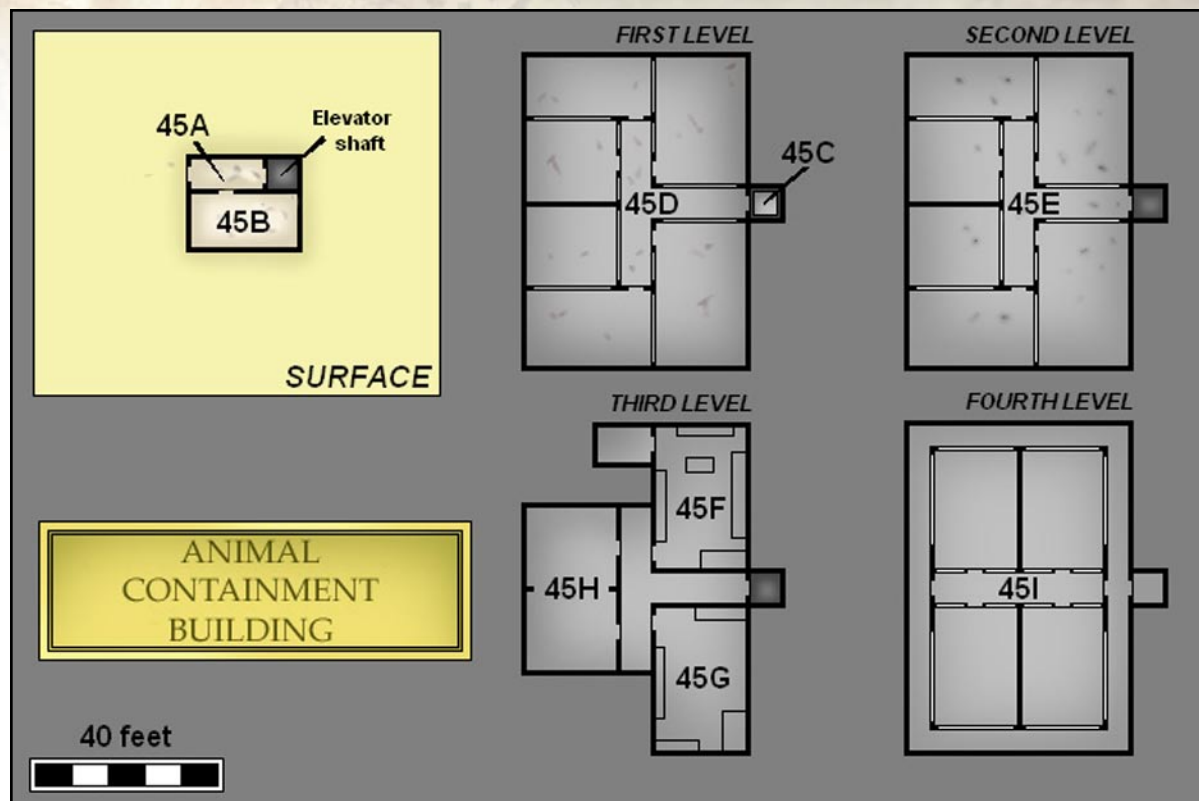 FIRST LEVEL
SECOND LEVEL
45A
Elevator
shaft
45C
45B
45D
45E
SURFACE
THIRD LEVEL
FOURTH LEVEL
45F
ANIMAL
CONTAINMENT
BUILDING
45H
45I
45G
40 feet